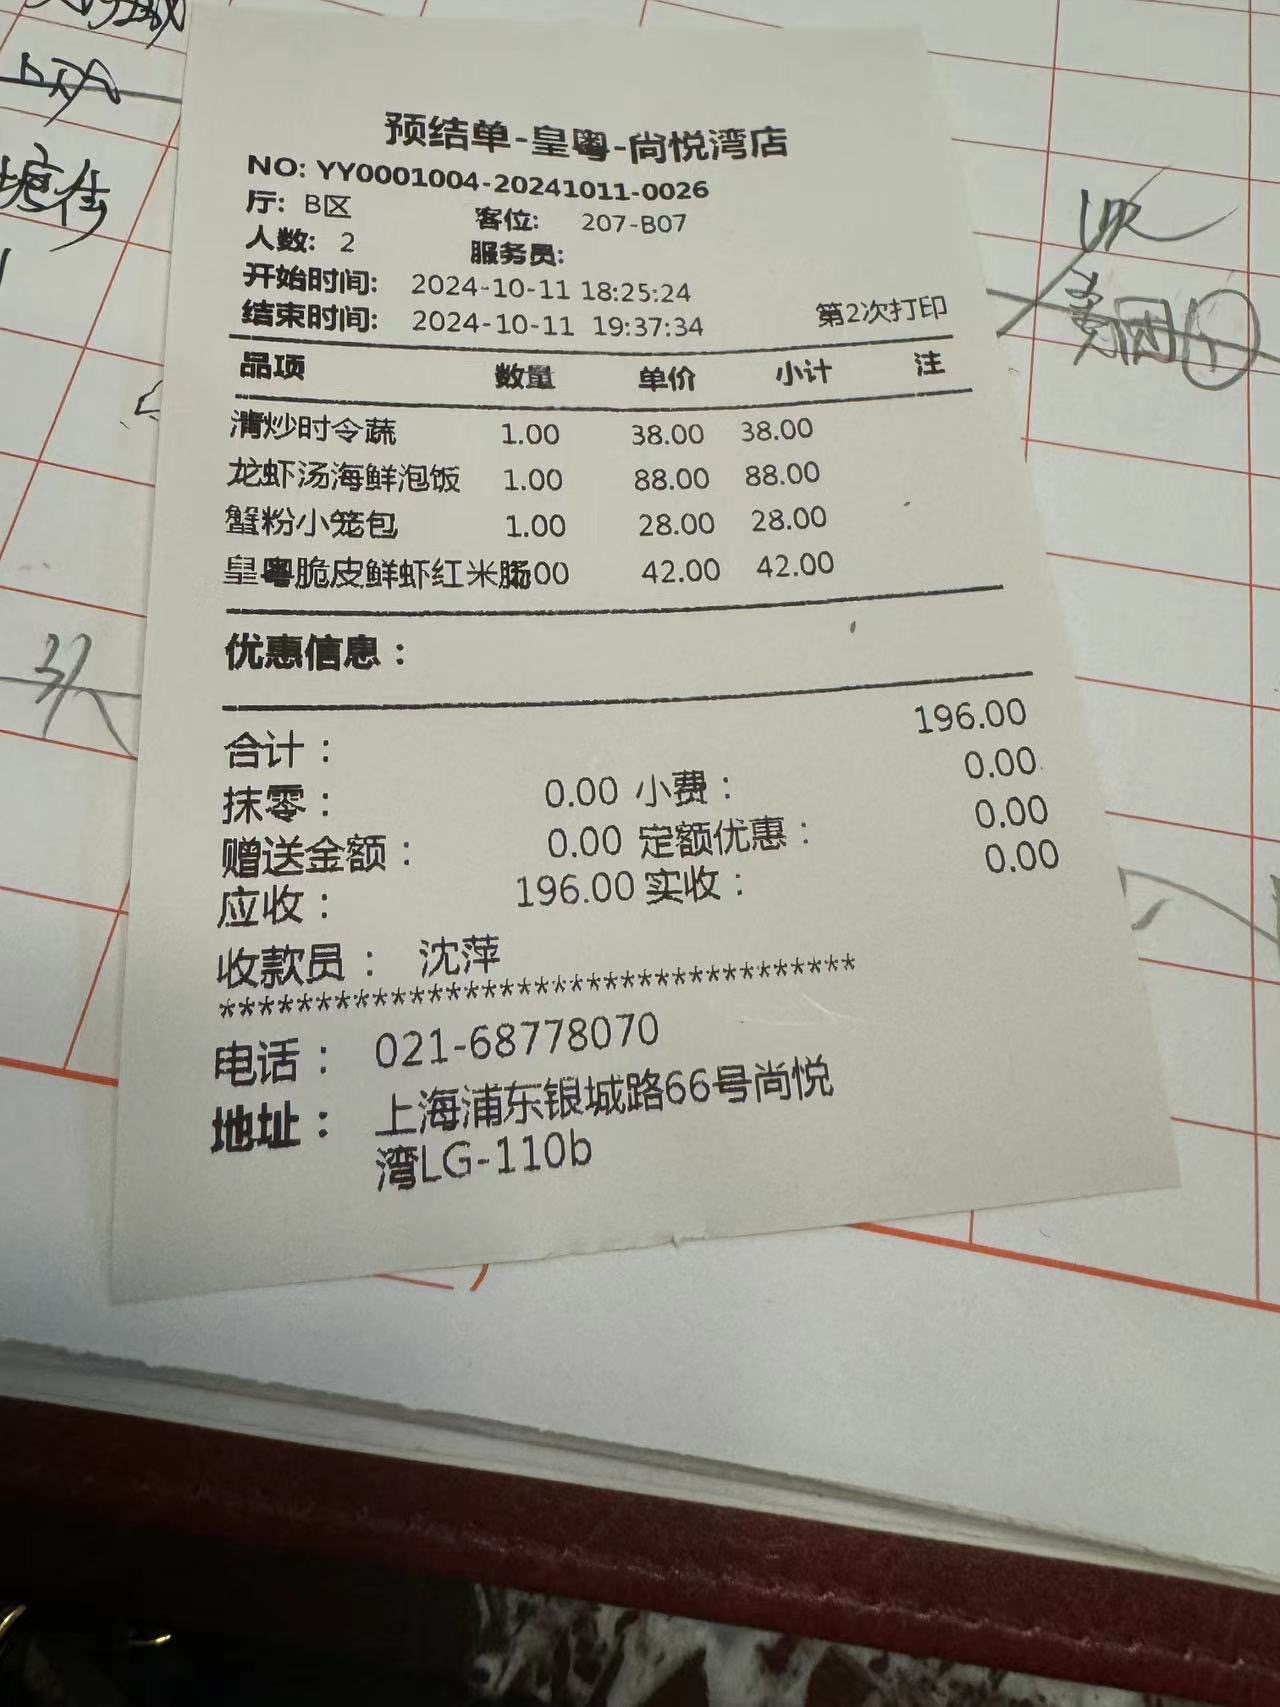 预结单-皇粤-尚悦湾店
NO: YY0001004-20241011-0026
厅: B区 客位: 207-B07
人数: 2 服务员:
开始时间: 2024-10-11 18:25:24
结束时间: 2024-10-11 19:37:34 第2次打印
品项 数量 单价 小计 注
清炒时令蔬 1.00 38.00 38.00
龙虾汤海鲜泡饭 1.00 88.00 88.00
蟹粉小笼包 1.00 28.00 28.00
皇粤脆皮鲜虾红米肠 1.00 42.00 42.00
优惠信息：
合计： 196.00
抹零： 0.00 小费： 0.00
赠送金额： 0.00 定额优惠： 0.00
应收： 196.00 实收： 0.00
收款员： 沈萍
**********************************
电话： 021-68778070
地址： 上海浦东银城路66号尚悦
湾LG-110b